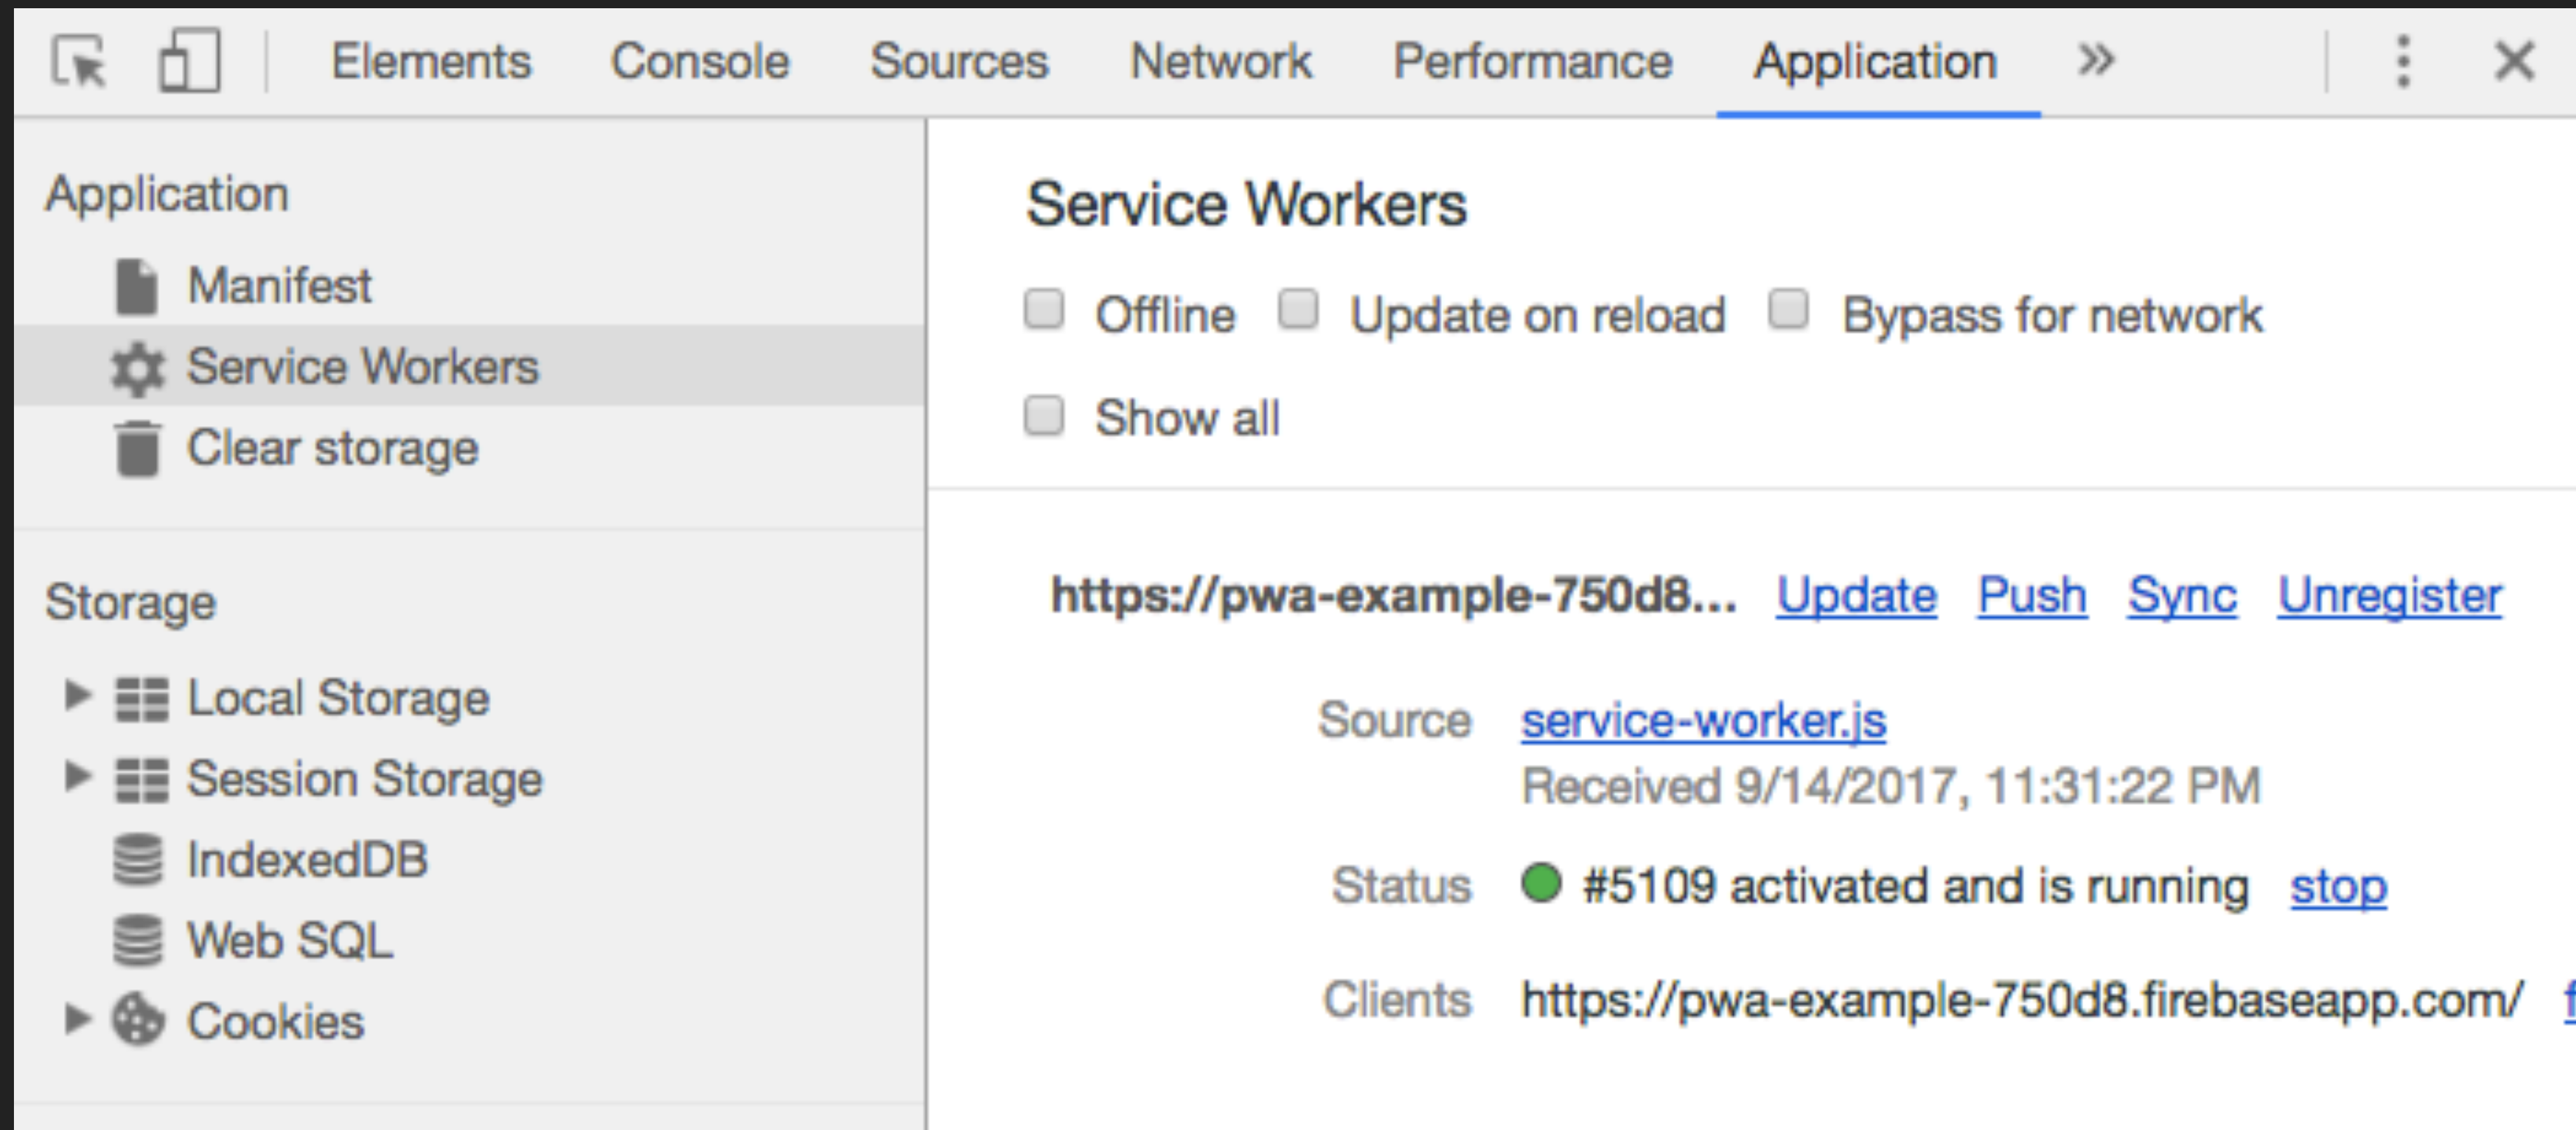 Elements Console Sources Network Performance Application »
Application
Manifest
Service Workers
Clear storage
Storage
Local Storage
Session Storage
IndexedDB
Web SQL
Cookies
Service Workers
Offline Update on reload Bypass for network
Show all
https://pwa-example-750d8... Update Push Sync Unregister
Source service-worker.js
Received 9/14/2017, 11:31:22 PM
Status #5109 activated and is running stop
Clients https://pwa-example-750d8.firebaseapp.com/